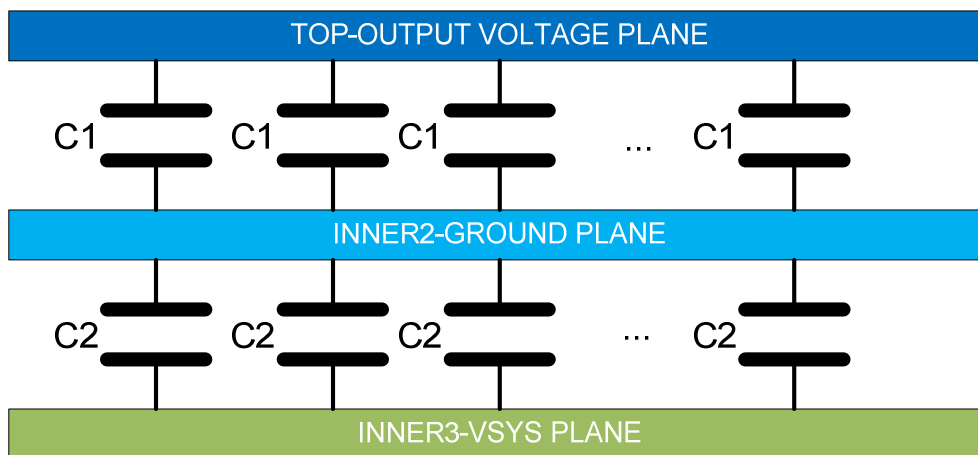 TOP-OUTPUT VOLTAGE PLANE
C1 C1 C1 ... C1
INNER2-GROUND PLANE
C2 C2 C2 ... C2
INNER3-VSYS PLANE